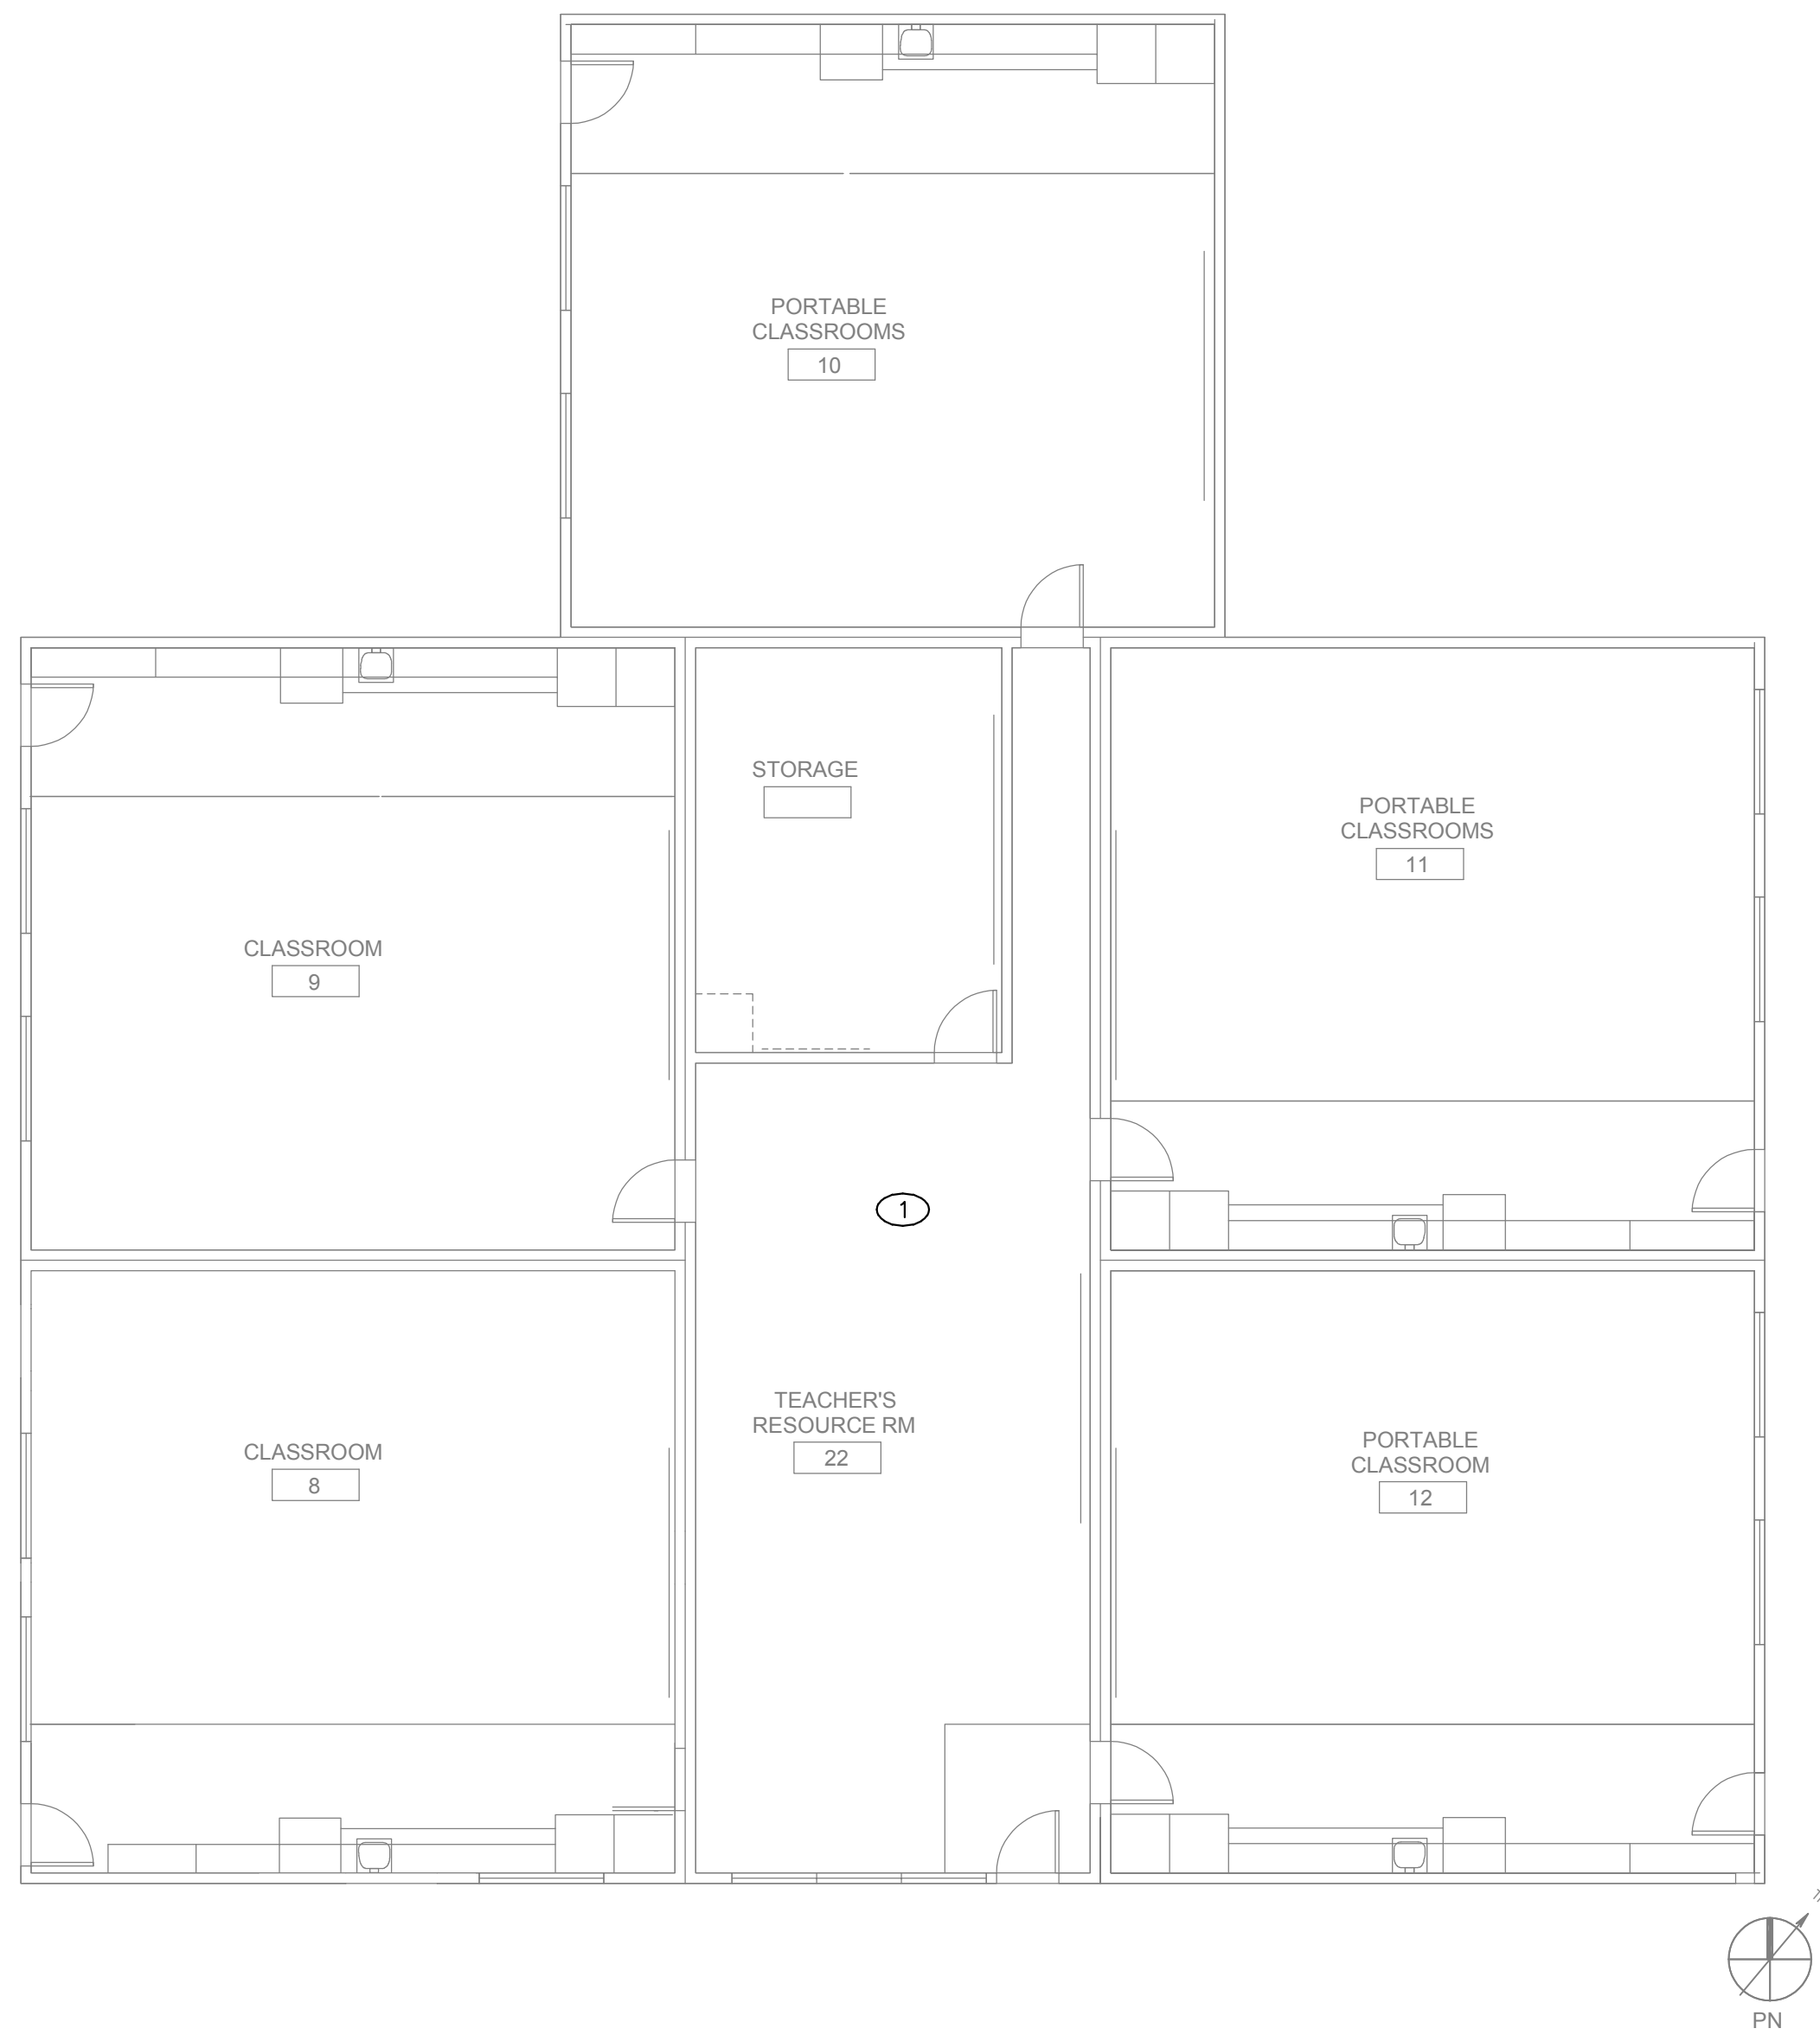 PORTABLE
CLASSROOMS
10
STORAGE
PORTABLE
CLASSROOMS
11
CLASSROOM
9
1
TEACHER'S
RESOURCE RM
22
CLASSROOM
8
PORTABLE
CLASSROOM
12
PN